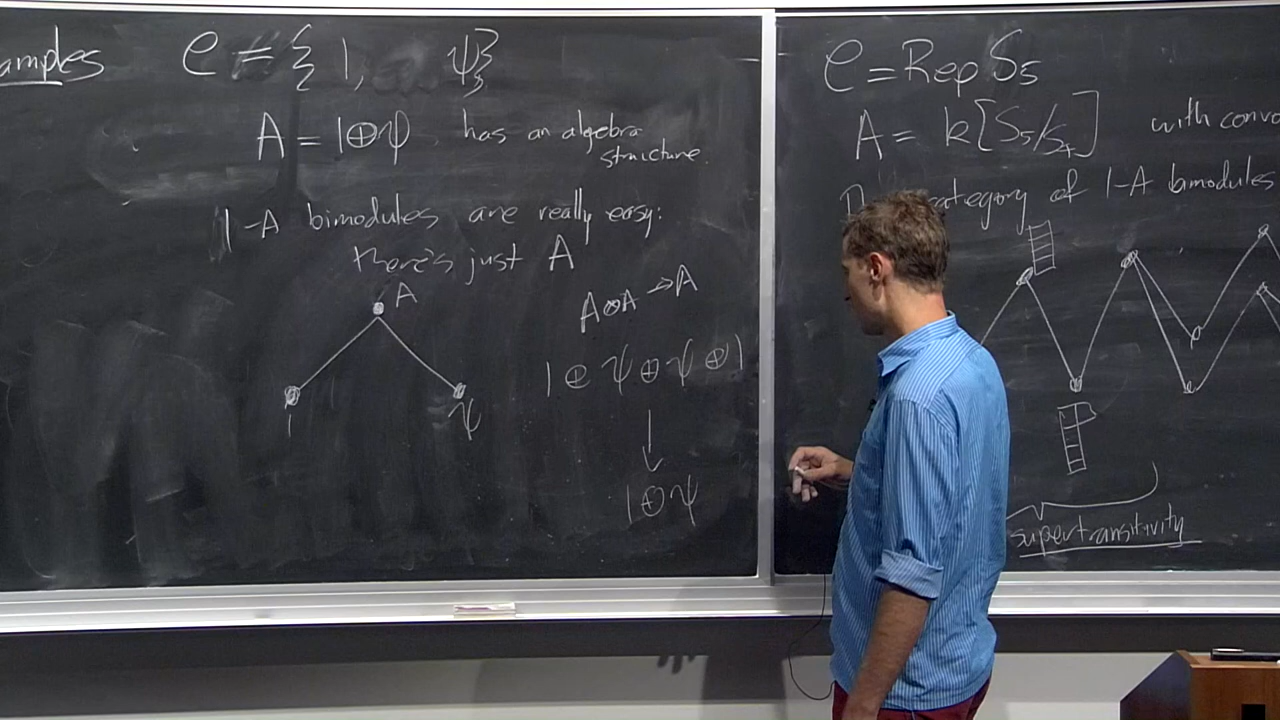 amples C = { 1, ψ}
A = 1⊕ψ has an algebra
structure.
1-A bimodules are really easy:
there's just A
A
A⊗A → A
1 ⊕ ψ ⊕ ψ ⊕ 1
↓
1⊕ψ
1
ψ
C = Rep S₅
A = k[S₅/S₄] with convo
category of 1-A bimodules
supertransitivity